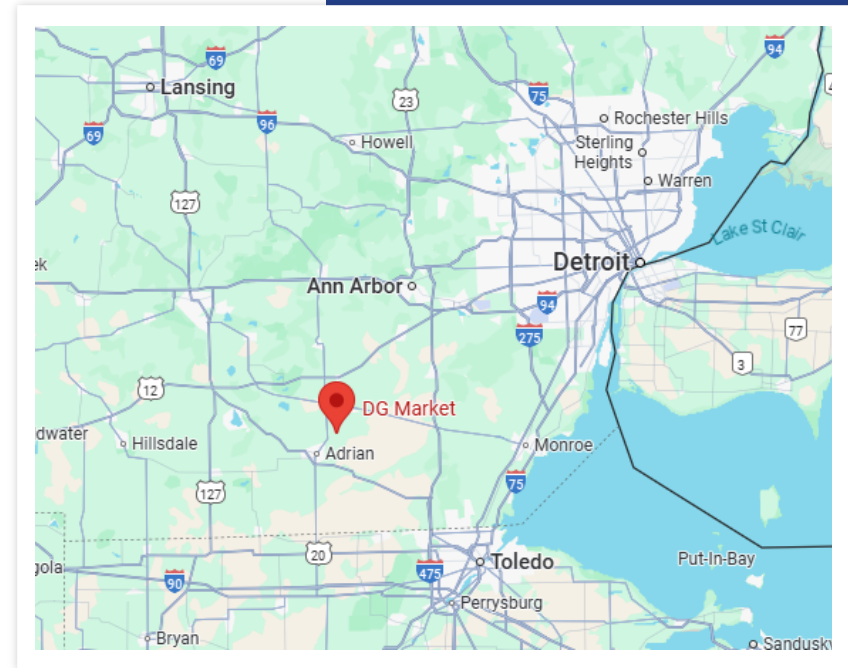 94
69
Lansing
75
23
96
Rochester Hills
69
Howell
Sterling
Heights
Warren
127
Lake St Clair
Detroit
ek
Ann Arbor
94
275
77
3
12
DG Market
dwater
Hillsdale
Adrian
Monroe
75
127
20
Toledo
Put-In-Bay
gola
90
475
Perrysburg
Bryan
Sandusky